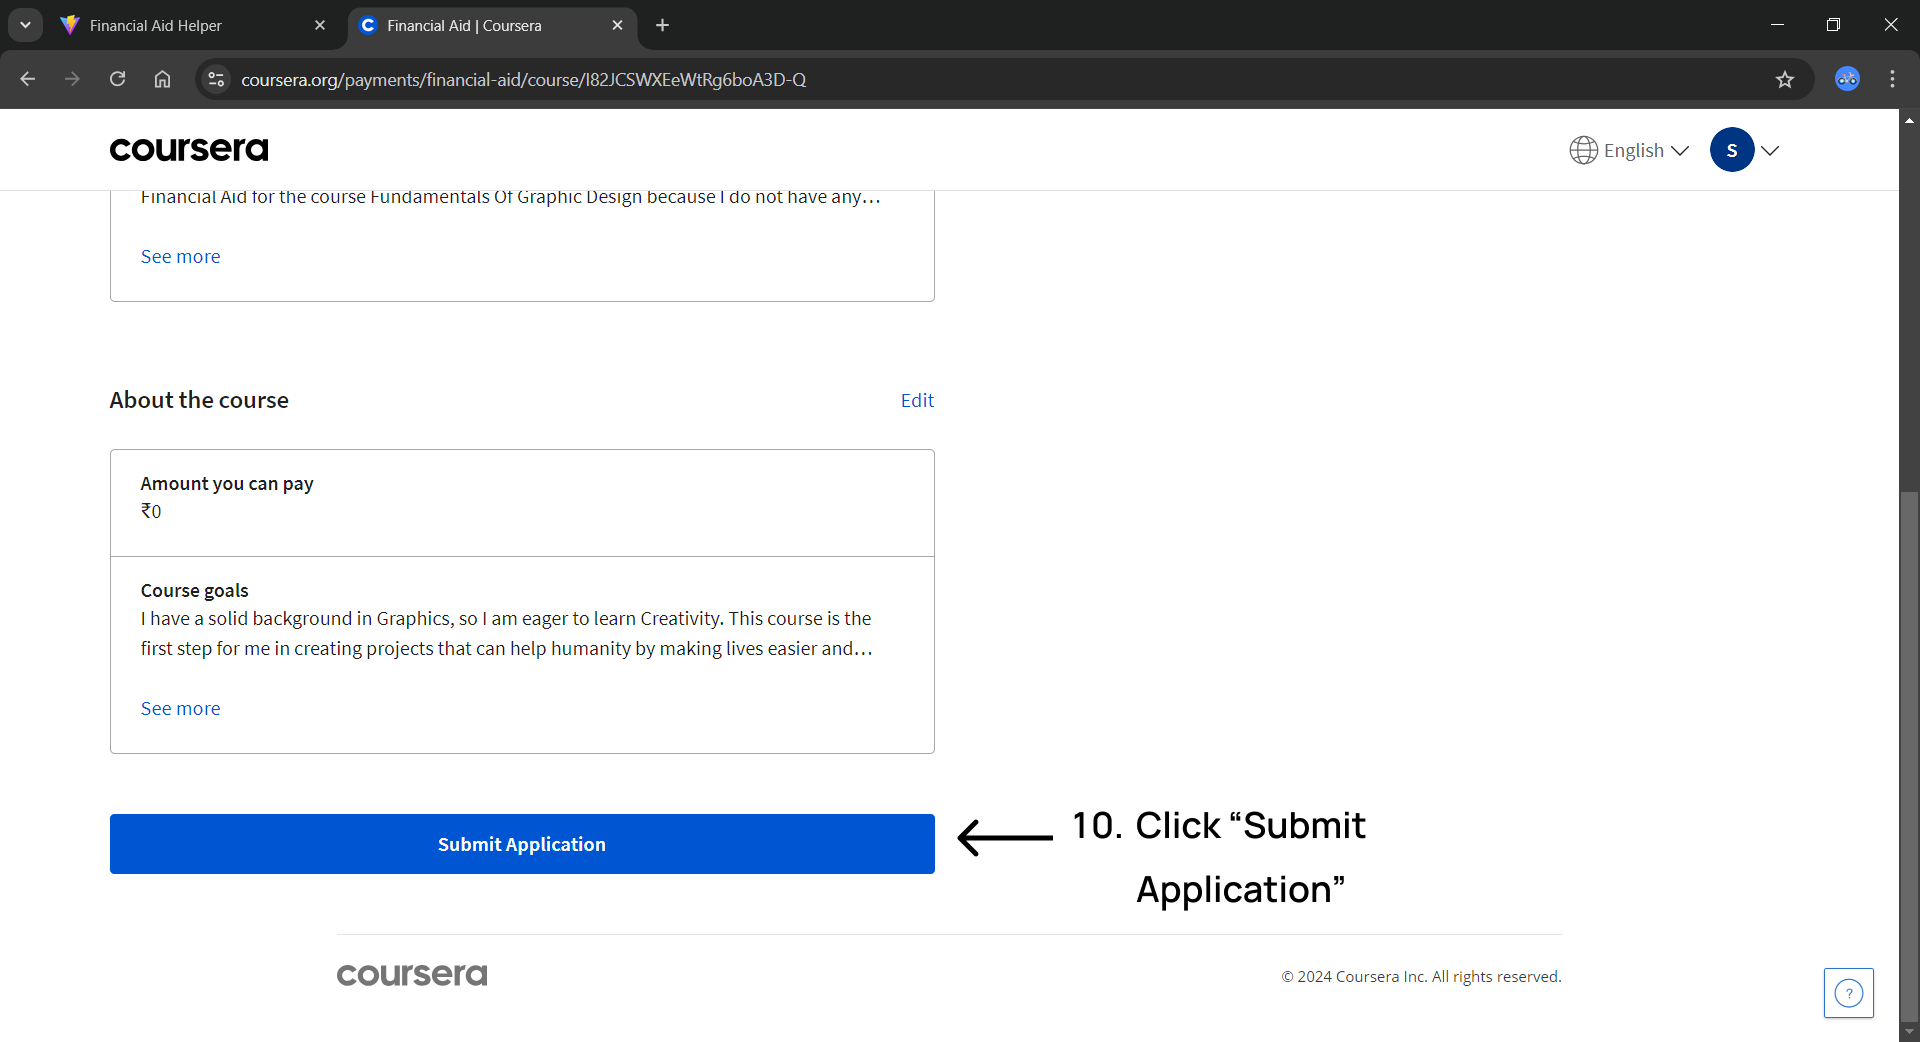 Financial Aid Helper
Financial Aid | Coursera
coursera.org/payments/financial-aid/course/I82JCSWXEeWtRg6boA3D-Q
coursera
English
S
Financial Aid for the course Fundamentals Of Graphic Design because I do not have any...
See more
About the course
Edit
Amount you can pay
₹0
Course goals
I have a solid background in Graphics, so I am eager to learn Creativity. This course is the
first step for me in creating projects that can help humanity by making lives easier and...
See more
Submit Application
10. Click “Submit
Application”
coursera
© 2024 Coursera Inc. All rights reserved.
?